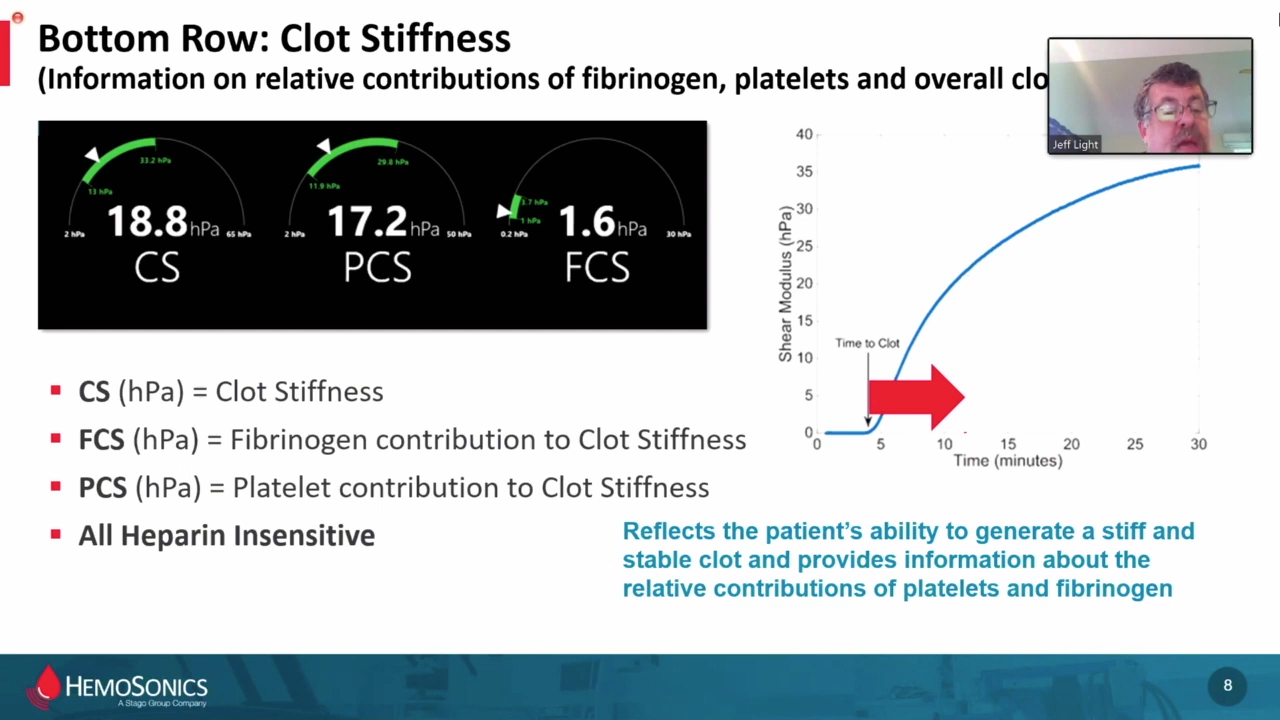 Bottom Row: Clot Stiffness
(Information on relative contributions of fibrinogen, platelets and overall clo
Jeff Light
33.2 hPa
13 hPa
18.8 hPa
2 hPa
65 hPa
CS
29.8 hPa
11.9 hPa
17.2 hPa
2 hPa
50 hPa
PCS
3.7 hPa
1 hPa
1.6 hPa
0.2 hPa
30 hPa
FCS
40
35
30
25
20
15
10
5
0
Shear Modulus (hPa)
Time to Clot
0 5 10 15 20 25 30
Time (minutes)
▪ CS (hPa) = Clot Stiffness
▪ FCS (hPa) = Fibrinogen contribution to Clot Stiffness
▪ PCS (hPa) = Platelet contribution to Clot Stiffness
▪ All Heparin Insensitive
Reflects the patient's ability to generate a stiff and
stable clot and provides information about the
relative contributions of platelets and fibrinogen
HEMOSONICS
A Stago Group Company
8